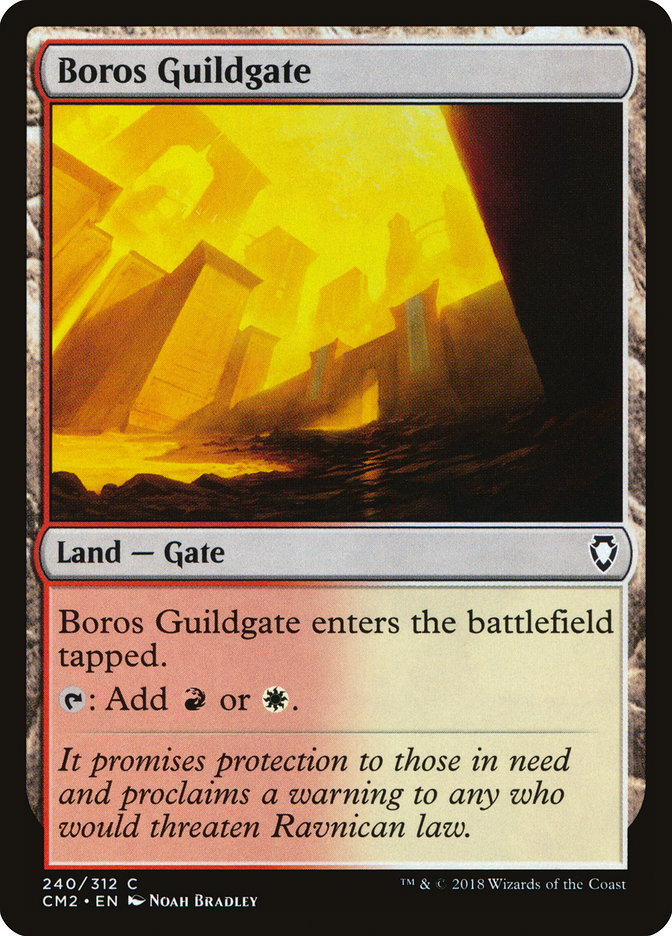 Boros Guildgate
Land — Gate
Boros Guildgate enters the battlefield
tapped.
: Add or .
It promises protection to those in need
and proclaims a warning to any who
would threaten Ravnican law.
240/312 C
™ & © 2018 Wizards of the Coast
CM2 • EN Noah Bradley